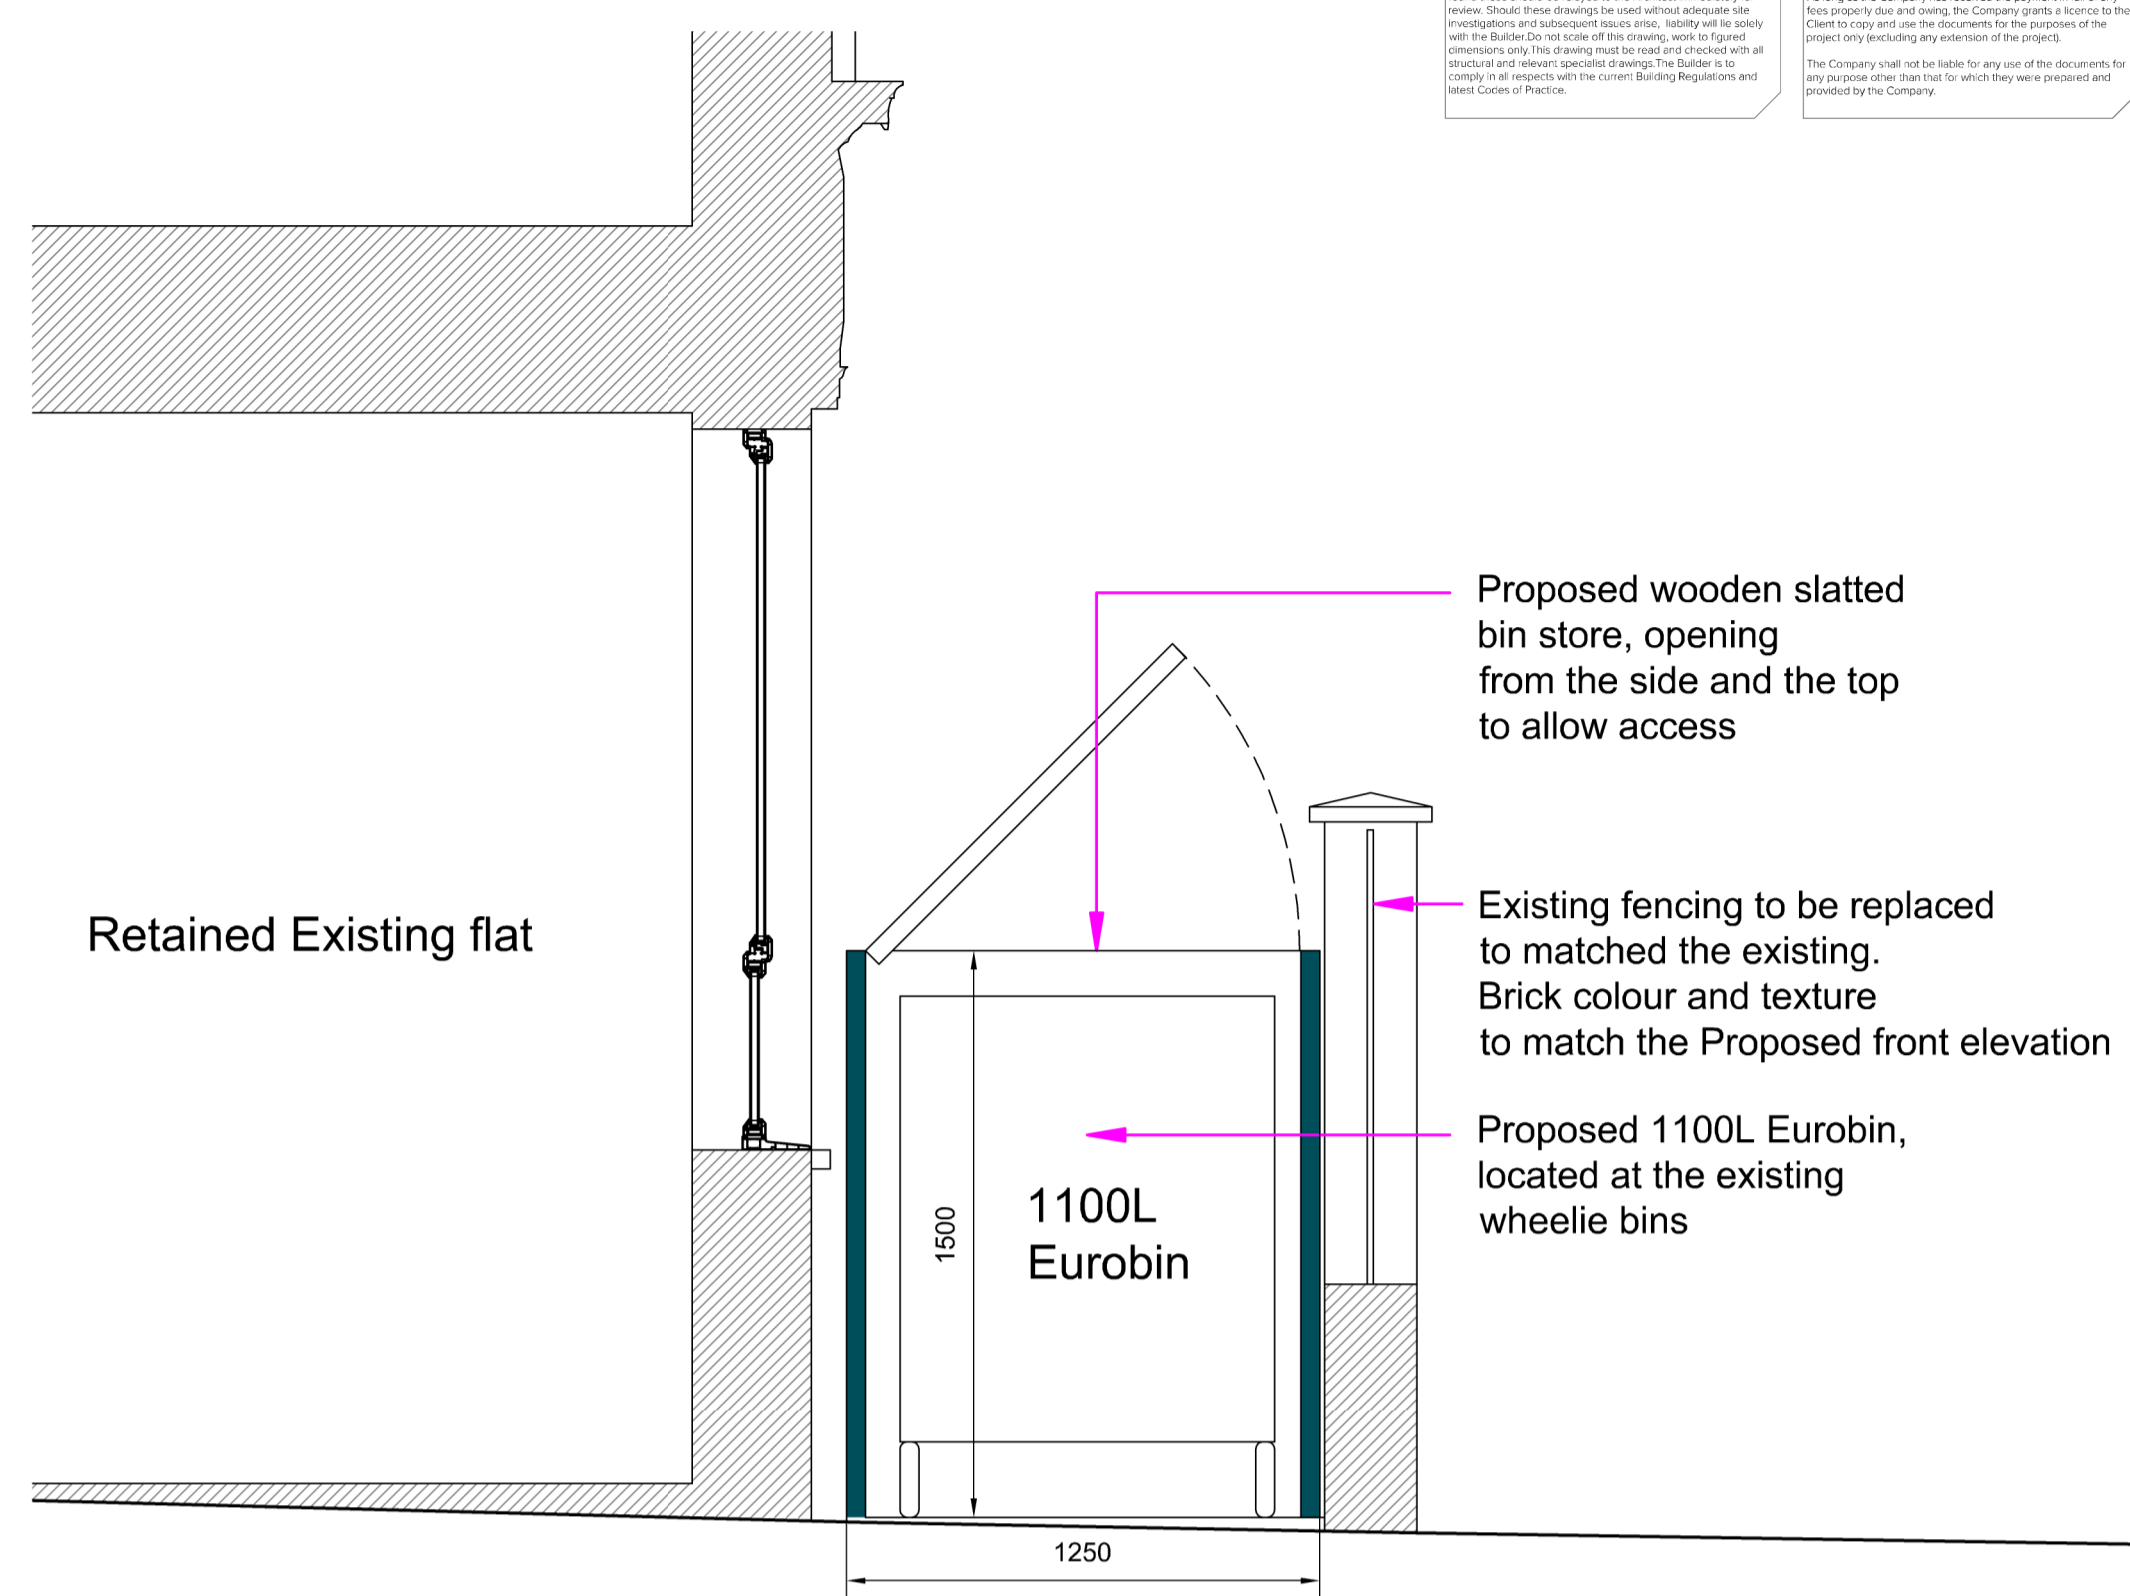 review. Should these drawings be used without adequate site
investigations and subsequent issues arise, liability will lie solely
with the Builder.Do not scale off this drawing, work to figured
dimensions only.This drawing must be read and checked with all
structural and relevant specialist drawings.The Builder is to
comply in all respects with the current Building Regulations and
latest Codes of Practice.
fees properly due and owing, the Company grants a licence to the
Client to copy and use the documents for the purposes of the
project only (excluding any extension of the project).
The Company shall not be liable for any use of the documents for
any purpose other than that for which they were prepared and
provided by the Company.
Proposed wooden slatted
bin store, opening
from the side and the top
to allow access
Retained Existing flat
Existing fencing to be replaced
to matched the existing.
Brick colour and texture
to match the Proposed front elevation
Proposed 1100L Eurobin,
located at the existing
wheelie bins
1500
1100L
Eurobin
1250